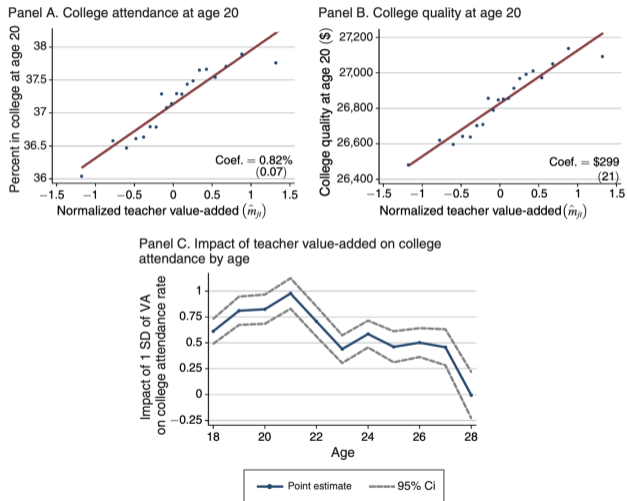 Panel A. College attendance at age 20
Percent in college at age 20
38
37.5
37
36.5
36
Coef. = 0.82%
(0.07)
−1.5 −1 −0.5 0 0.5 1 1.5
Normalized teacher value-added (m̂jt)
Panel B. College quality at age 20
College quality at age 20 ($)
27,200
27,000
26,800
26,600
26,400
Coef. = $299
(21)
−1.5 −1 −0.5 0 0.5 1 1.5
Normalized teacher value-added (m̂jt)
Panel C. Impact of teacher value-added on college
attendance by age
Impact of 1 SD of VA
on college attendance rate
1
0.75
0.5
0.25
0
−0.25
18 20 22 24 26 28
Age
Point estimate 95% Ci